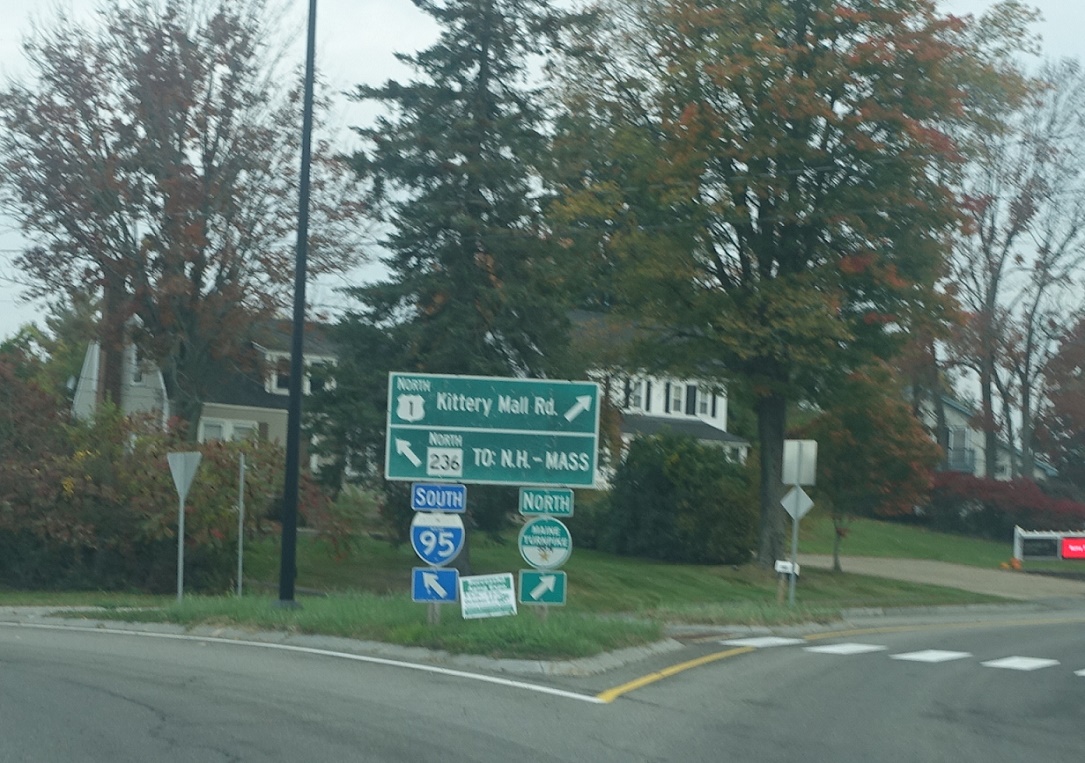 NORTH
1 Kittery Mall Rd.
NORTH
236 TO: N.H.-MASS
SOUTH
95
NORTH
MAINE
TURNPIKE